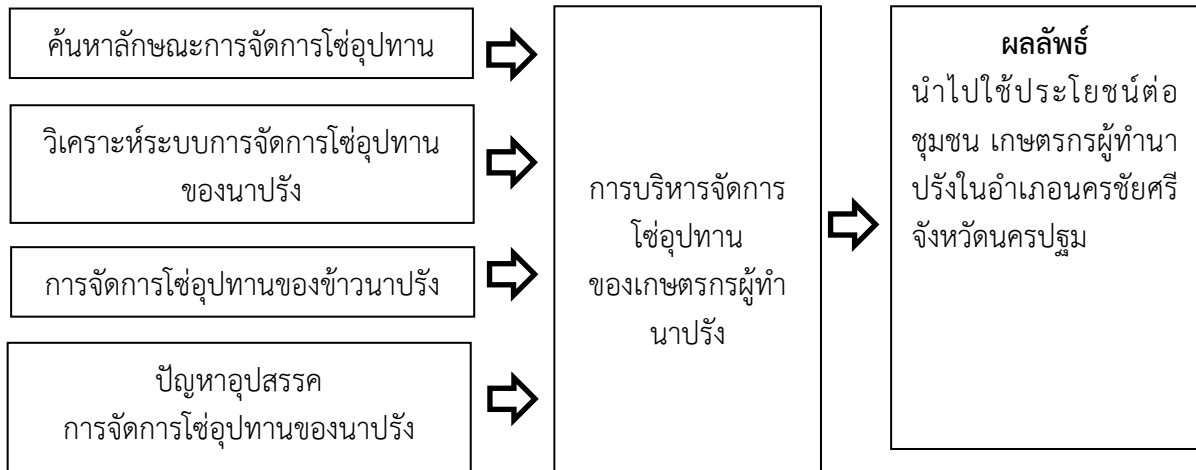 ค้นหาลักษณะการจัดการโซ่อุปทาน
วิเคราะห์ระบบการจัดการโซ่อุปทาน
ของนาปรัง
การจัดการโซ่อุปทานของข้าวนาปรัง
ปัญหาอุปสรรค
การจัดการโซ่อุปทานของนาปรัง
การบริหารจัดการ
โซ่อุปทาน
ของเกษตรกรผู้ทำ
นาปรัง
ผลลัพธ์
นำไปใช้ประโยชน์ต่อ
ชุมชน เกษตรกรผู้ทำนา
ปรังในอำเภอนครชัยศรี
จังหวัดนครปฐม